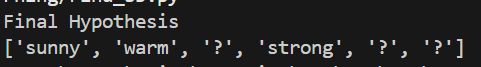 Final Hypothesis
['sunny', 'warm', '?', 'strong', '?', '?']